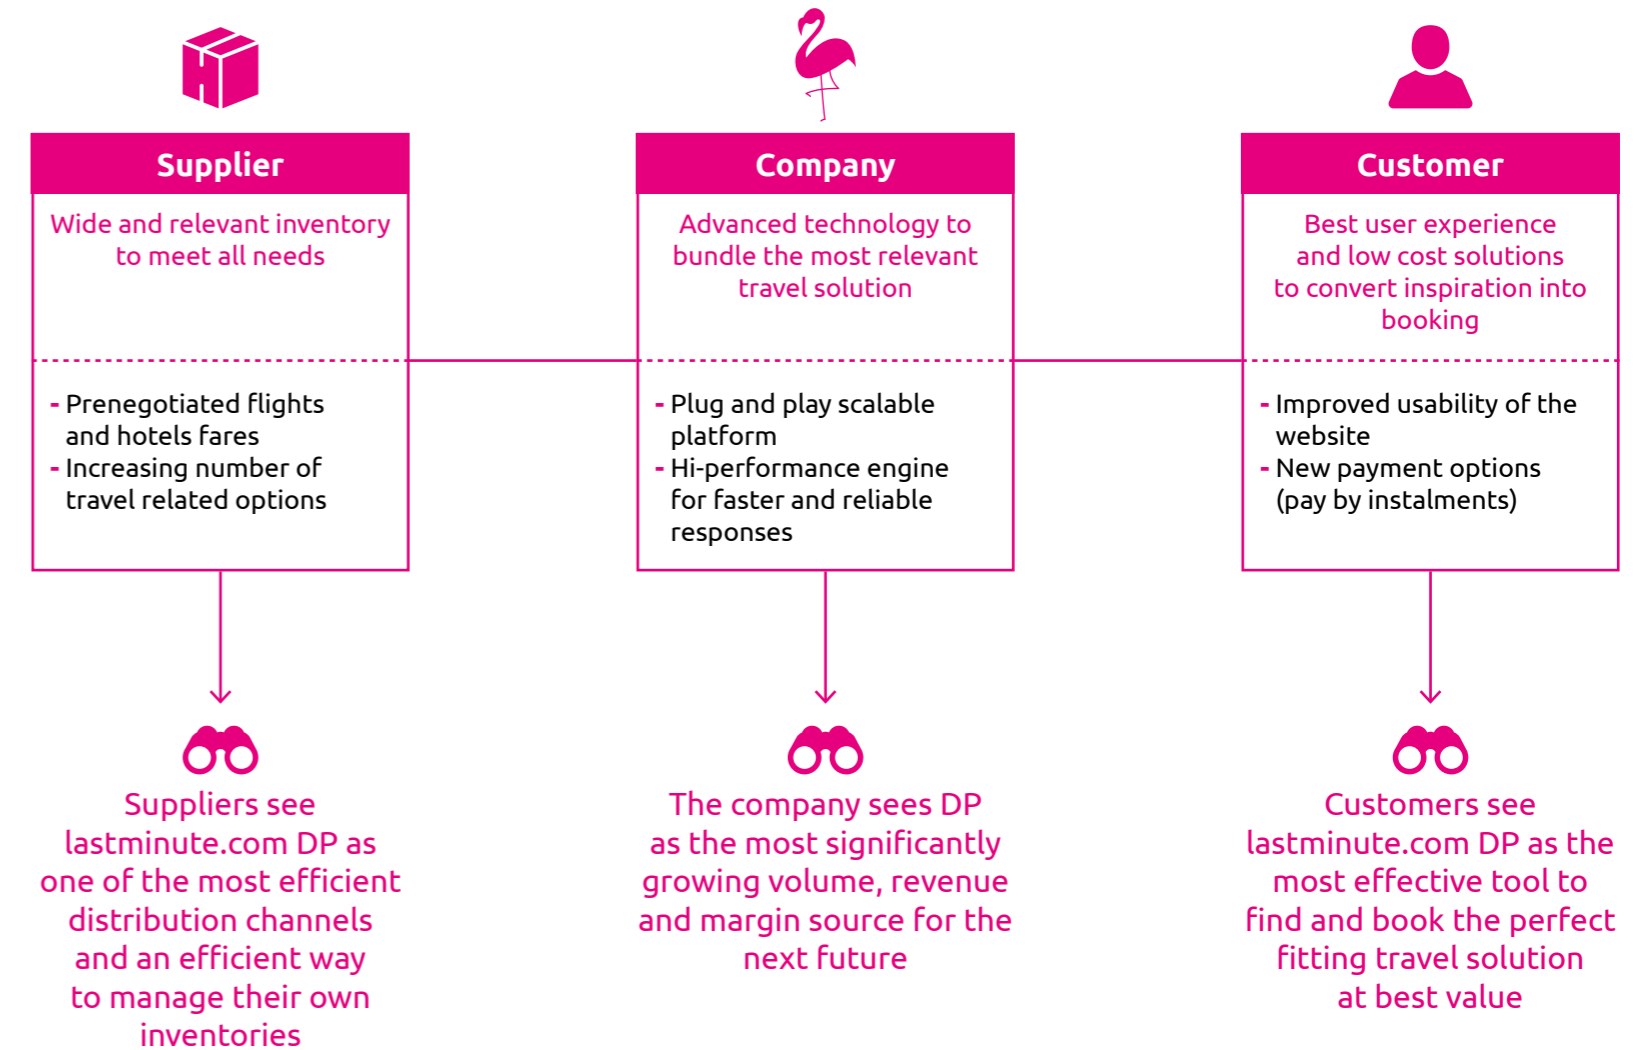 Supplier
Wide and relevant inventory
to meet all needs
- Prenegotiated flights
and hotels fares
- Increasing number of
travel related options
Suppliers see
lastminute.com DP as
one of the most efficient
distribution channels
and an efficient way
to manage their own
inventories
Company
Advanced technology to
bundle the most relevant
travel solution
- Plug and play scalable
platform
- Hi-performance engine
for faster and reliable
responses
The company sees DP
as the most significantly
growing volume, revenue
and margin source for the
next future
Customer
Best user experience
and low cost solutions
to convert inspiration into
booking
- Improved usability of the
website
- New payment options
(pay by instalments)
Customers see
lastminute.com DP as the
most effective tool to
find and book the perfect
fitting travel solution
at best value